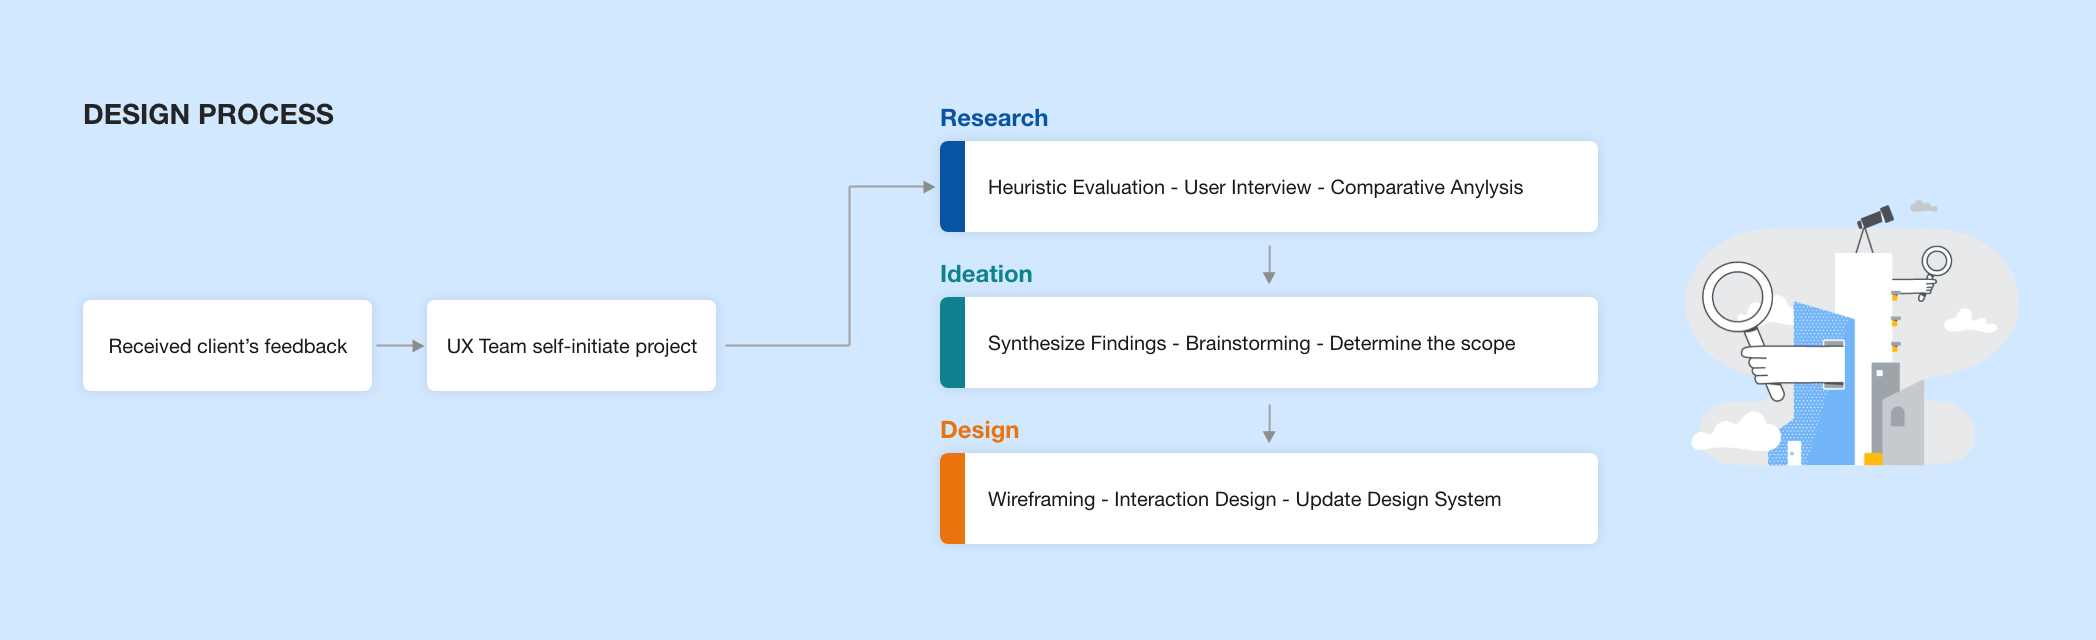 DESIGN PROCESS
Received client’s feedback
UX Team self-initiate project
Research
Heuristic Evaluation - User Interview - Comparative Anylysis
Ideation
Synthesize Findings - Brainstorming - Determine the scope
Design
Wireframing - Interaction Design - Update Design System